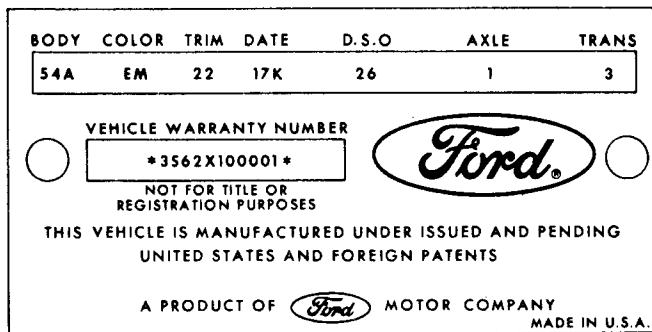 BODY COLOR TRIM DATE D.S.O AXLE TRANS
54A EM 22 17K 26 1 3
VEHICLE WARRANTY NUMBER
*3562X100001*
Ford®
NOT FOR TITLE OR
REGISTRATION PURPOSES
THIS VEHICLE IS MANUFACTURED UNDER ISSUED AND PENDING
UNITED STATES AND FOREIGN PATENTS
A PRODUCT OF Ford MOTOR COMPANY
MADE IN U.S.A.